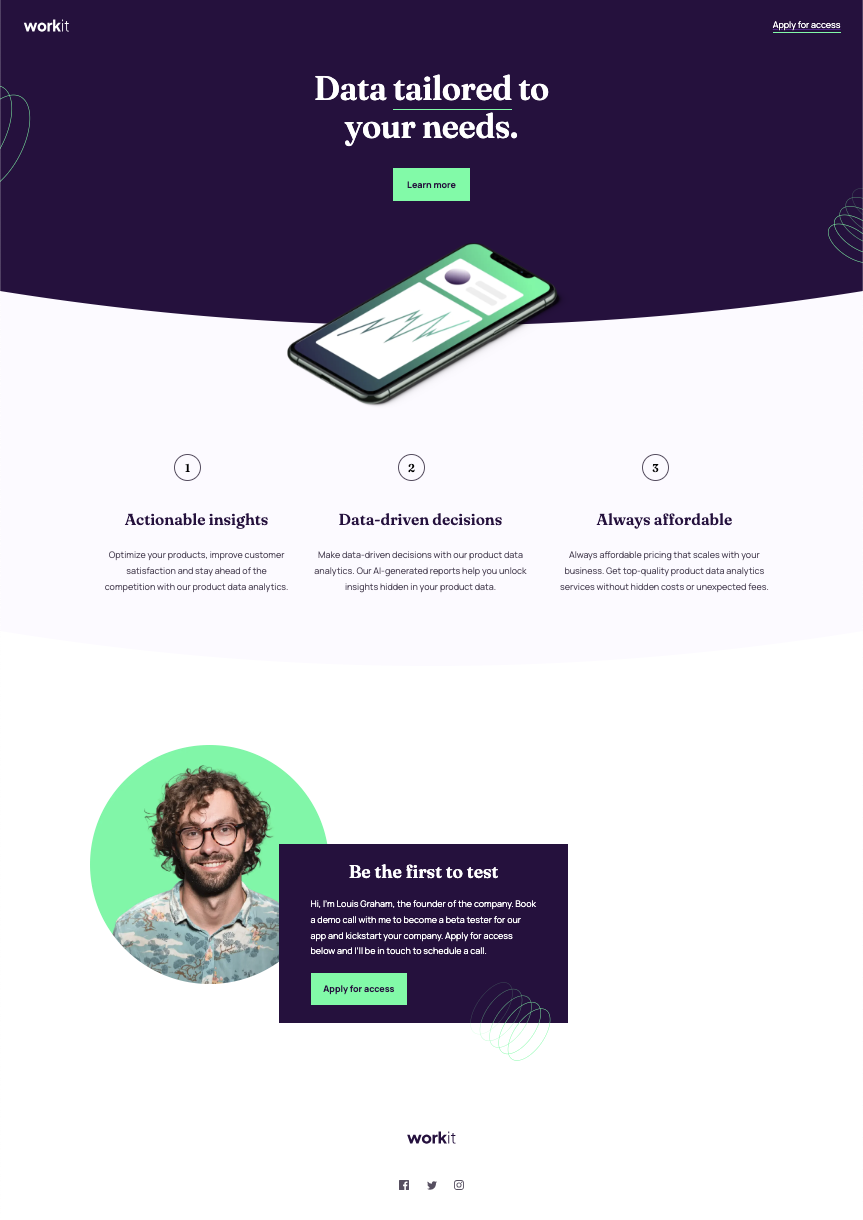 workit
Apply for access
Data tailored to
your needs.
Learn more
1
Actionable insights
Optimize your products, improve customer
satisfaction and stay ahead of the
competition with our product data analytics.
2
Data-driven decisions
Make data-driven decisions with our product data
analytics. Our AI-generated reports help you unlock
insights hidden in your product data.
3
Always affordable
Always affordable pricing that scales with your
business. Get top-quality product data analytics
services without hidden costs or unexpected fees.
Be the first to test
Hi, I'm Louis Graham, the founder of the company. Book
a demo call with me to become a beta tester for our
app and kickstart your company. Apply for access
below and I'll be in touch to schedule a call.
Apply for access
workit